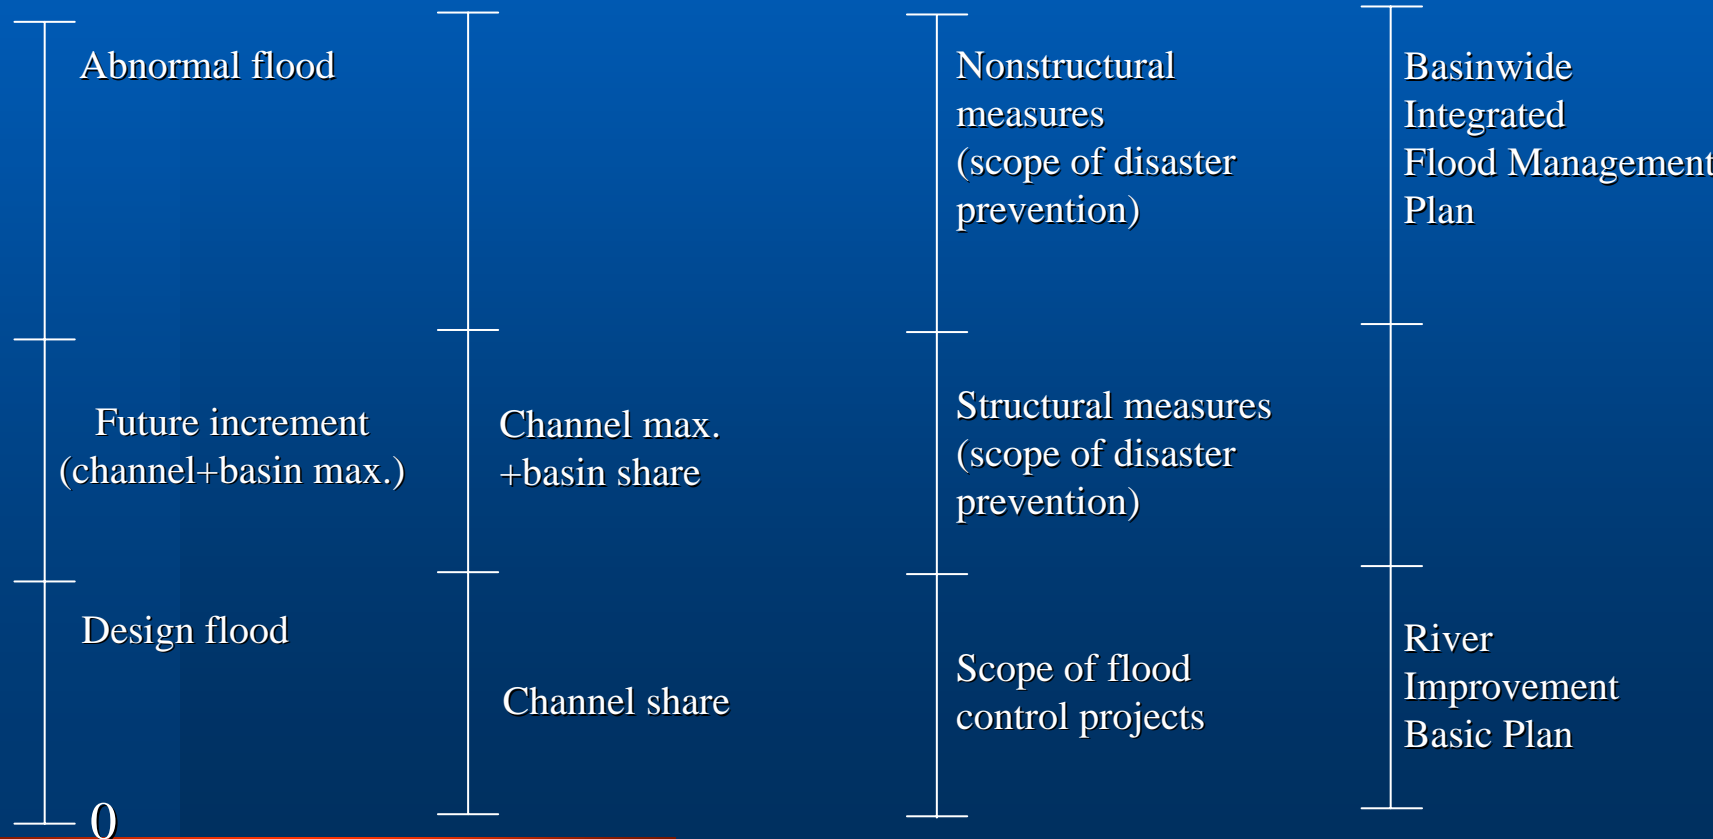 Abnormal flood
Future increment
(channel+basin max.)
Design flood
0
Channel max.
+basin share
Channel share
Nonstructural
measures
(scope of disaster
prevention)
Structural measures
(scope of disaster
prevention)
Scope of flood
control projects
Basinwide
Integrated
Flood Management
Plan
River
Improvement
Basic Plan